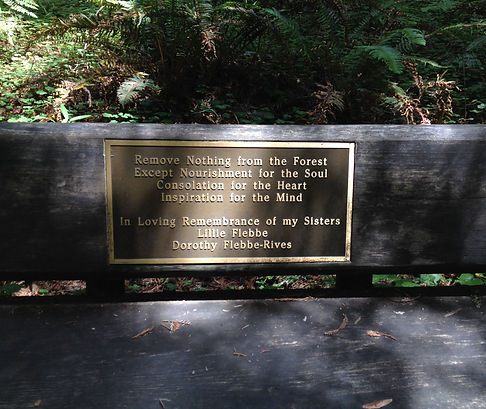 Remove Nothing from the Forest
Except Nourishment for the Soul
Consolation for the Heart
Inspiration for the Mind
In Loving Remembrance of my Sisters
Lillie Flebbe
Dorothy Flebbe-Rives